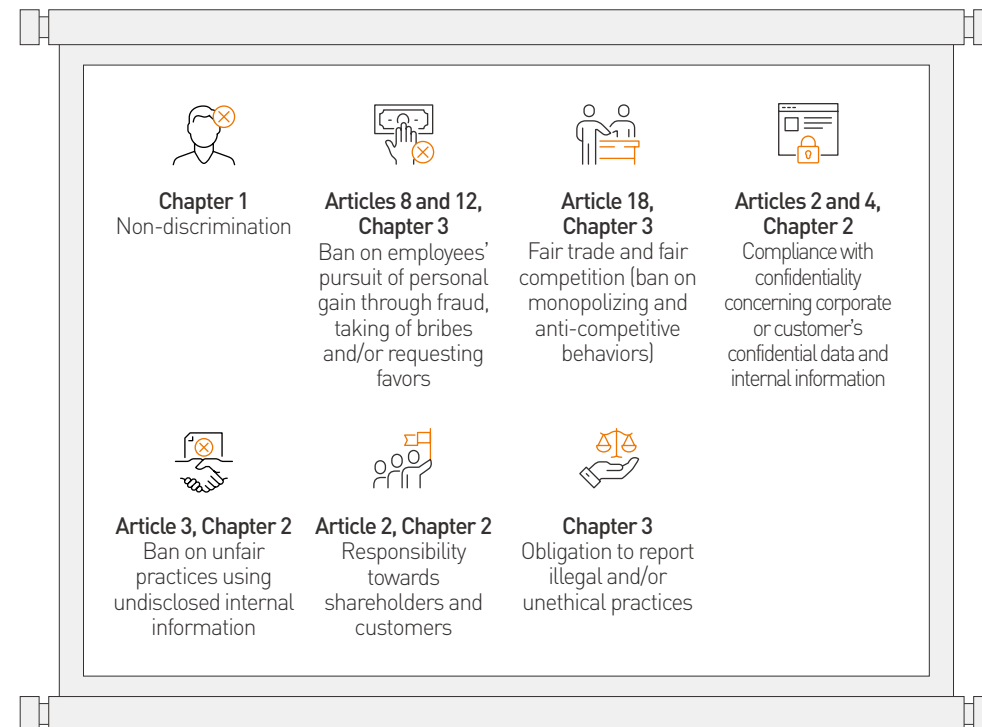 Chapter 1
Non-discrimination
Articles 8 and 12,
Chapter 3
Ban on employees’
pursuit of personal
gain through fraud,
taking of bribes
and/or requesting
favors
Article 18,
Chapter 3
Fair trade and fair
competition (ban on
monopolizing and
anti-competitive
behaviors)
Articles 2 and 4,
Chapter 2
Compliance with
confidentiality
concerning corporate
or customer’s
confidential data and
internal information
Article 3, Chapter 2
Ban on unfair
practices using
undisclosed internal
information
Article 2, Chapter 2
Responsibility
towards
shareholders and
customers
Chapter 3
Obligation to report
illegal and/or
unethical practices